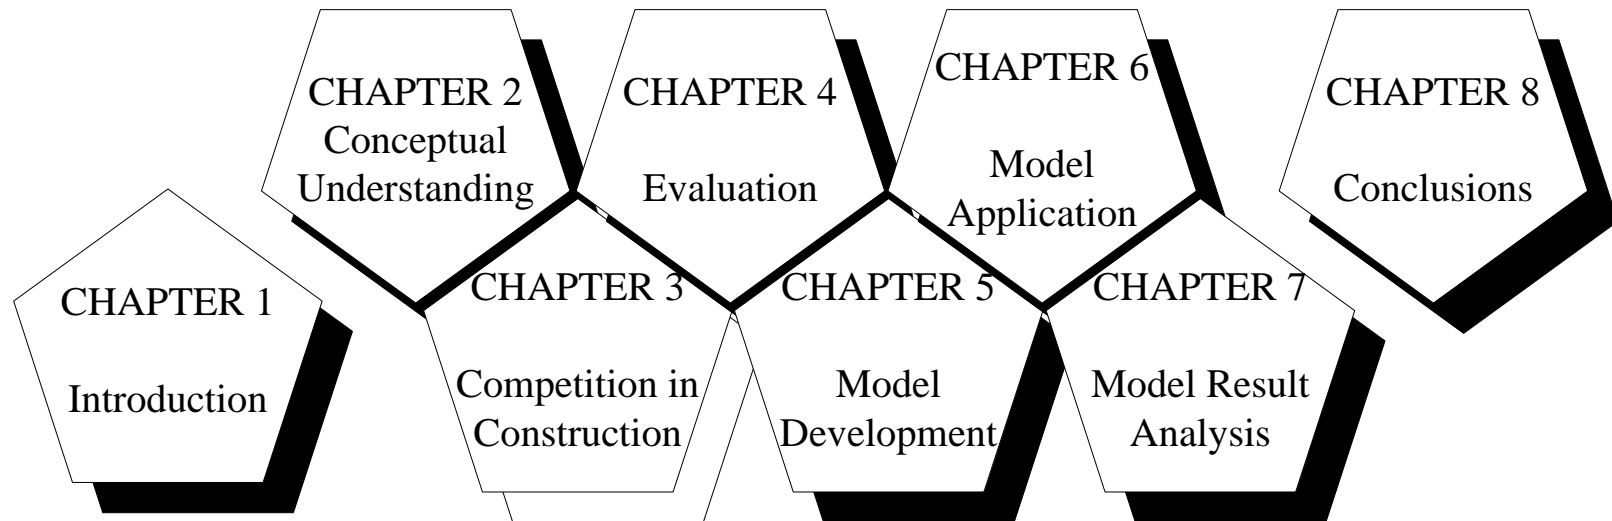 CHAPTER 1
Introduction
CHAPTER 2
Conceptual
Understanding
CHAPTER 3
Competition in
Construction
CHAPTER 4
Evaluation
CHAPTER 5
Model
Development
CHAPTER 6
Model
Application
CHAPTER 7
Model Result
Analysis
CHAPTER 8
Conclusions